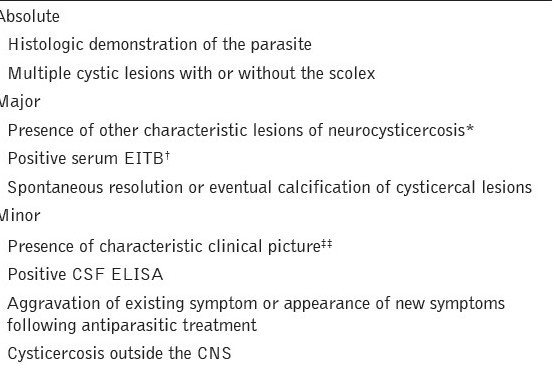 Absolute
Histologic demonstration of the parasite
Multiple cystic lesions with or without the scolex
Major
Presence of other characteristic lesions of neurocysticercosis*
Positive serum EITB†
Spontaneous resolution or eventual calcification of cysticercal lesions
Minor
Presence of characteristic clinical picture‡‡
Positive CSF ELISA
Aggravation of existing symptom or appearance of new symptoms
following antiparasitic treatment
Cysticercosis outside the CNS